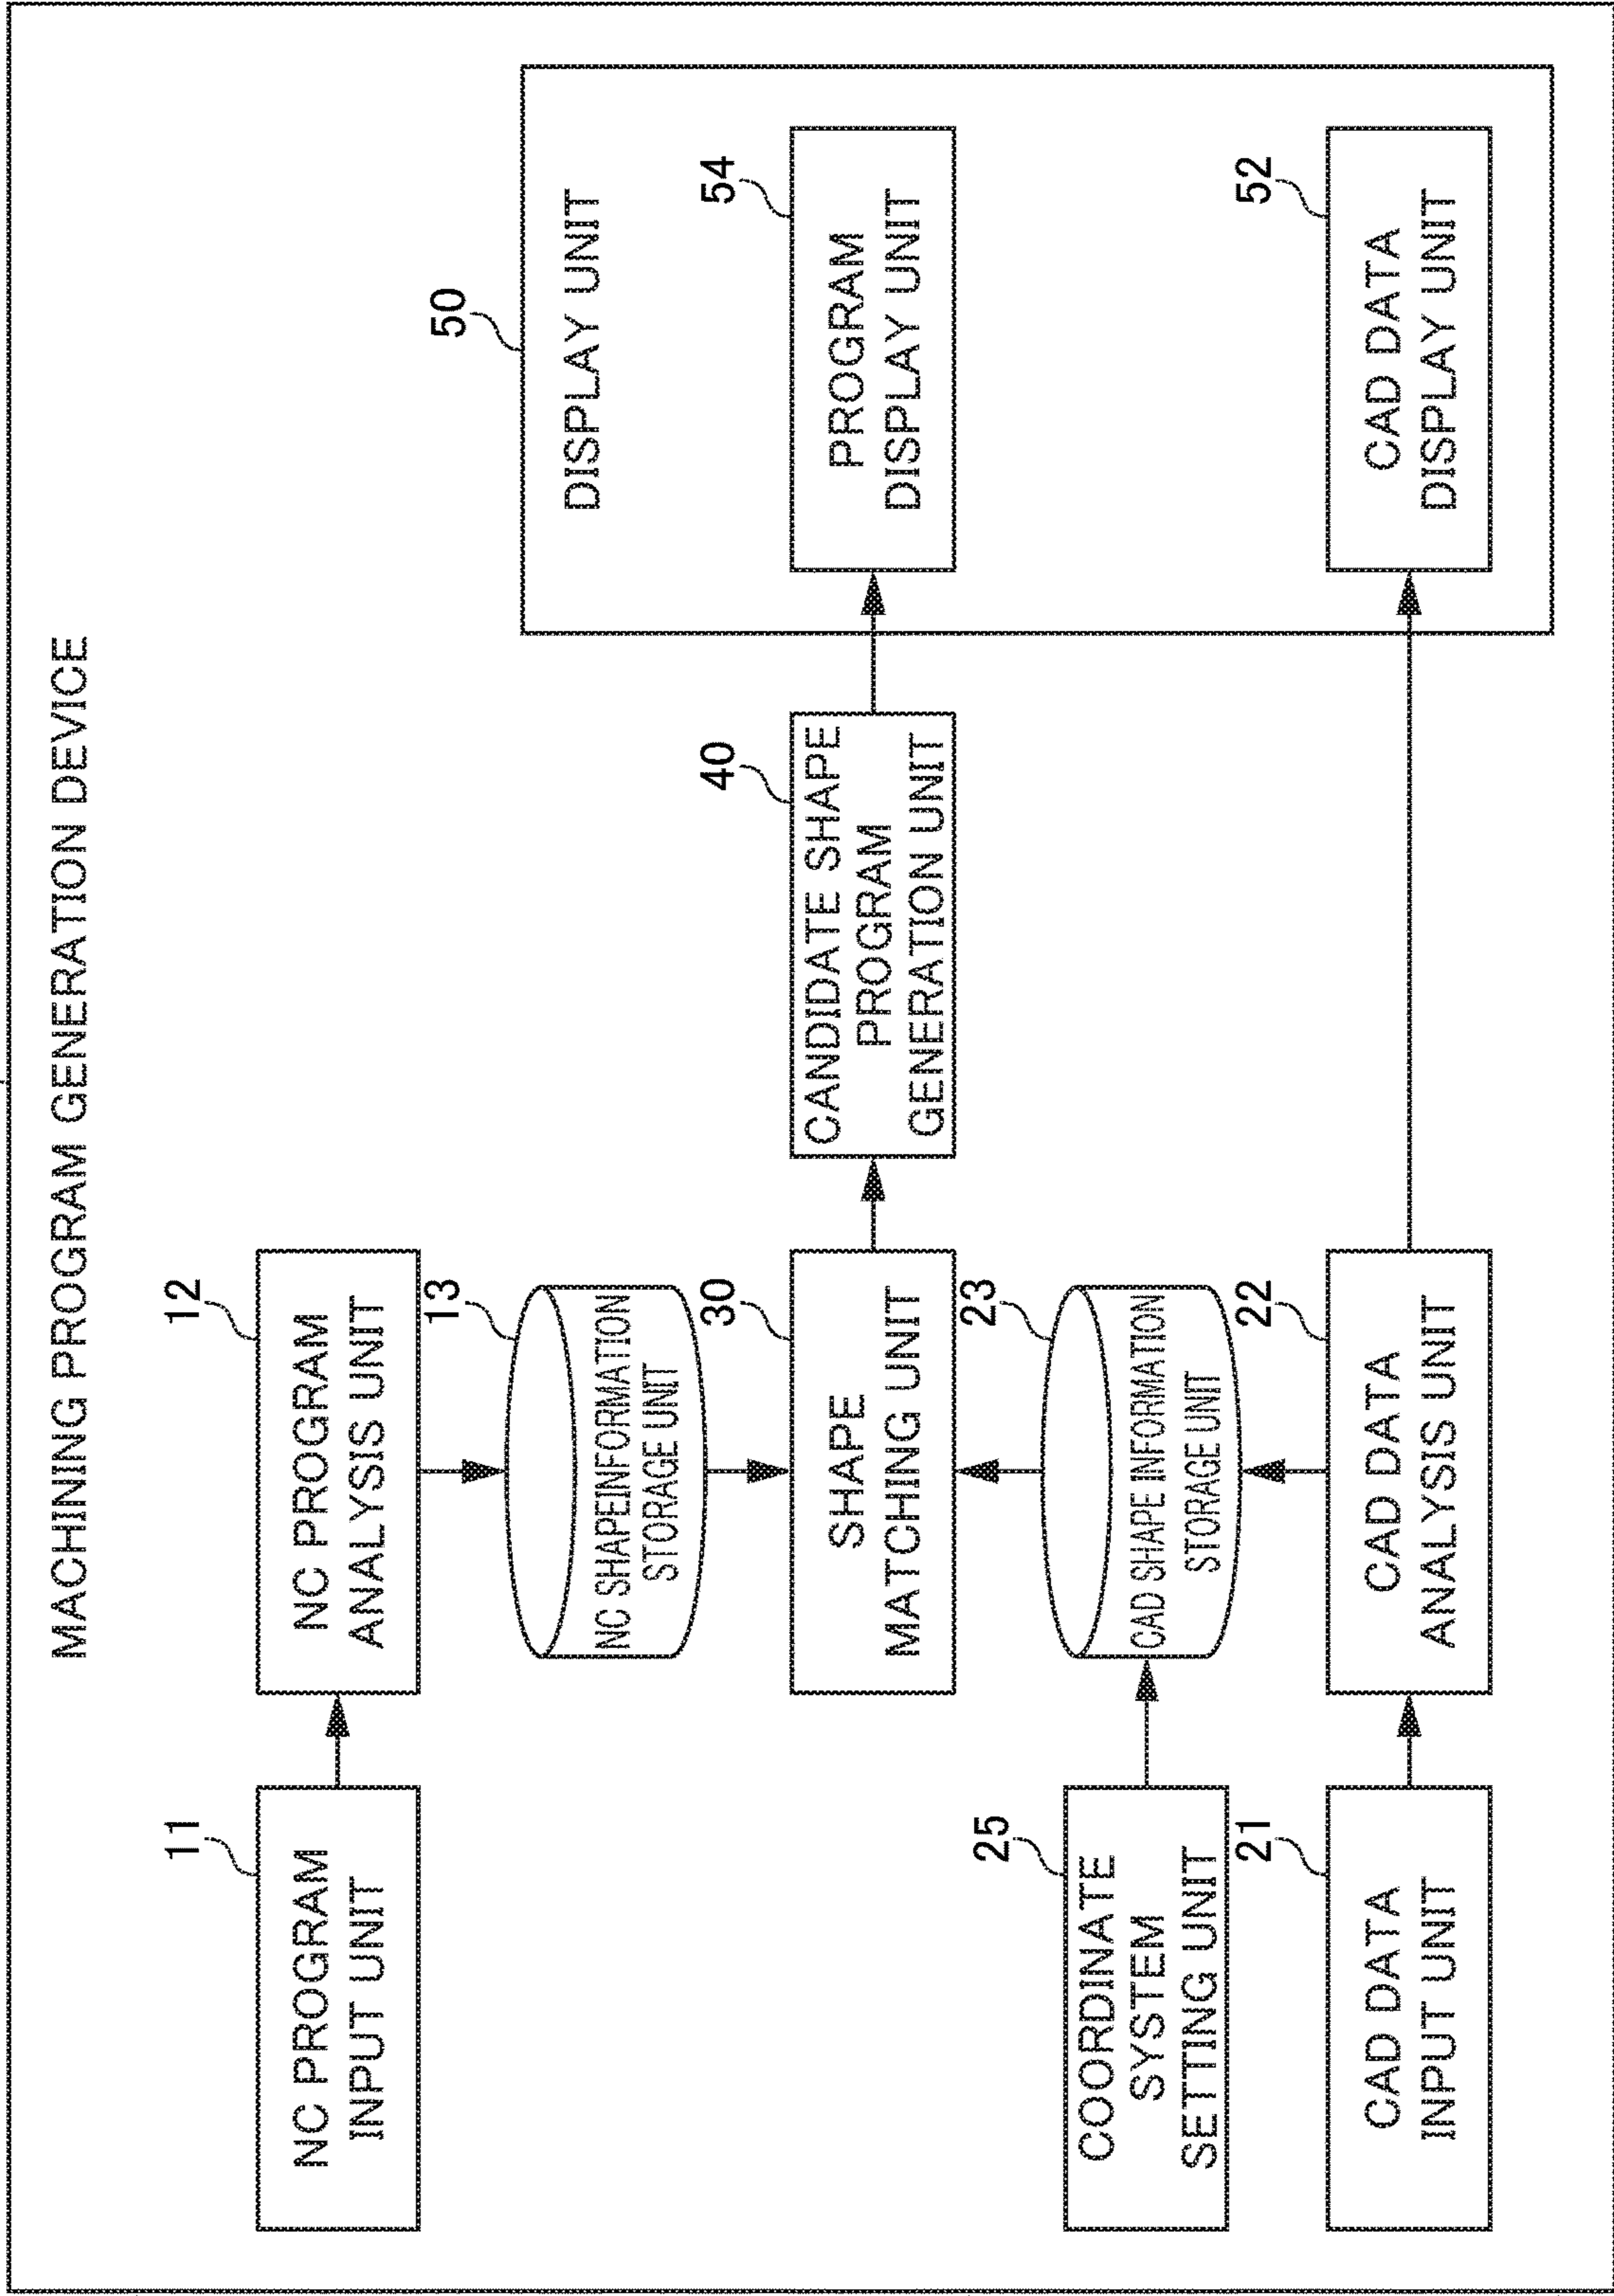 MACHINING PROGRAM GENERATION DEVICE
11
NC PROGRAM
INPUT UNIT
12
NC PROGRAM
ANALYSIS UNIT
13
NC SHAPEINFORMATION
STORAGE UNIT
30
SHAPE
MATCHING UNIT
40
CANDIDATE SHAPE
PROGRAM
GENERATION UNIT
50
DISPLAY UNIT
54
PROGRAM
DISPLAY UNIT
25
COORDINATE
SYSTEM
SETTING UNIT
23
CAD SHAPE INFORMATION
STORAGE UNIT
21
CAD DATA
INPUT UNIT
22
CAD DATA
ANALYSIS UNIT
52
CAD DATA
DISPLAY UNIT